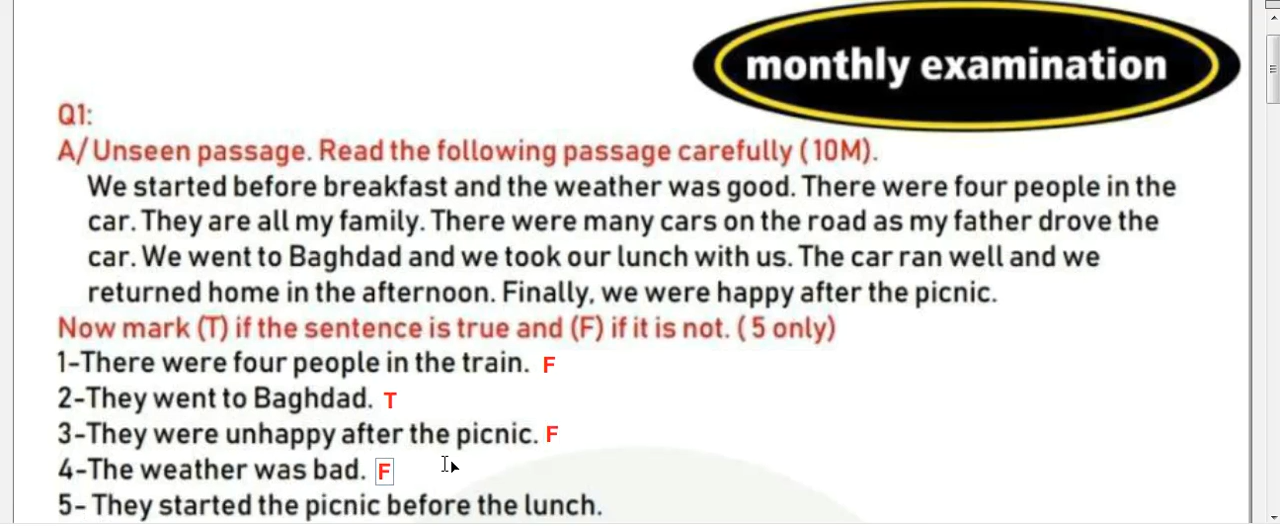 monthly examination
Q1:
A/ Unseen passage. Read the following passage carefully (10M).
We started before breakfast and the weather was good. There were four people in the
car. They are all my family. There were many cars on the road as my father drove the
car. We went to Baghdad and we took our lunch with us. The car ran well and we
returned home in the afternoon. Finally, we were happy after the picnic.
Now mark (T) if the sentence is true and (F) if it is not. ( 5 only)
1-There were four people in the train. F
2-They went to Baghdad. T
3-They were unhappy after the picnic. F
4-The weather was bad. F
5- They started the picnic before the lunch.